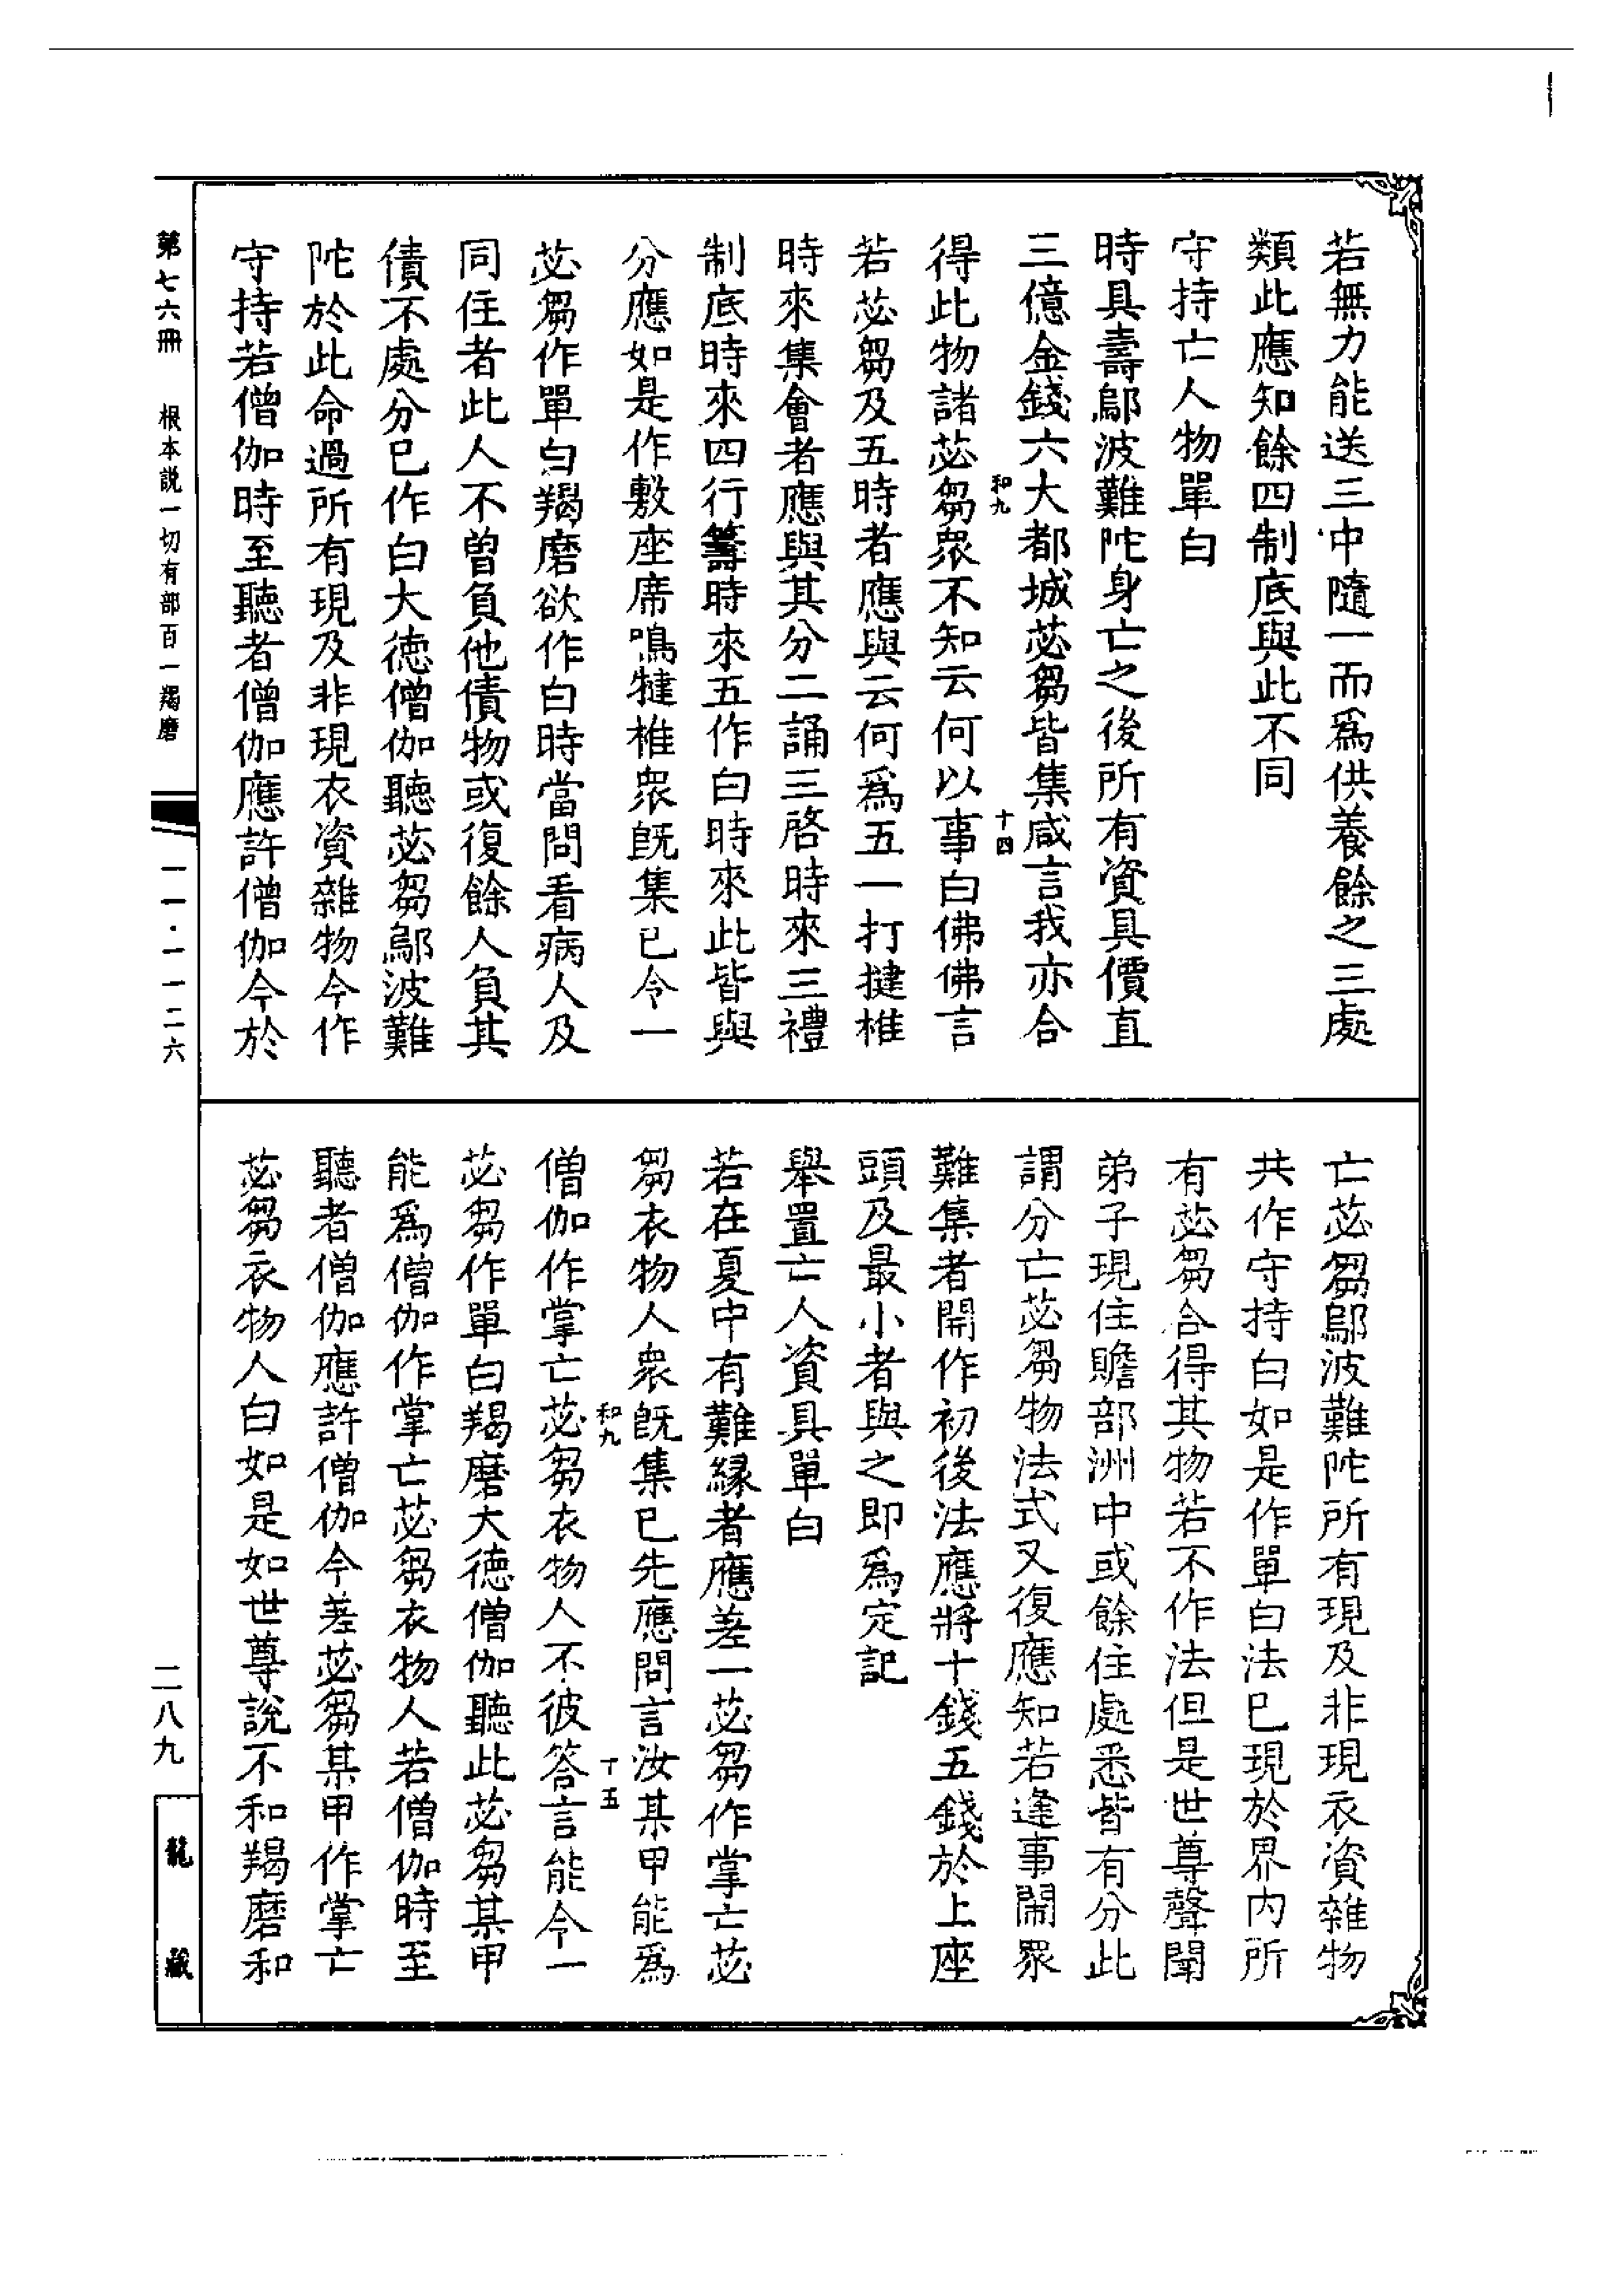 若無力能送三中隨一而爲供養餘之三處
類此應知餘四制底與此不同
守持亡人物單白
時具壽鄔波難陀身亡之後所有資具價直
三億金錢六大都城苾芻皆集咸言我亦合
和九
十四
得此物諸苾芻衆不知云何以事白佛佛言
若苾芻及五時者應與云何爲五一打揵椎
時來集會者應與其分二誦三啓時來三禮
制底時來四行籌時來五作白時來此皆與
分應如是作敷座席鳴揵椎衆既集已令一
苾芻作單白羯磨欲作白時當問看病人及
同住者此人不曾負他債物或復餘人負其
債不處分已作白大德僧伽聽苾芻鄔波難
陀於此命過所有現及非現衣資雜物今作
守持若僧伽時至聽者僧伽應許僧伽今於
亡苾芻鄔波難陀所有現及非現衣資雜物
共作守持白如是作單白法已現於界內所
有苾芻合得其物若不作法但是世尊聲聞
弟子現住贍部洲中或餘住處悉皆有分此
謂分亡苾芻物法式又復應知若逢事閙衆
難集者開作初後法應將十錢五錢於上座
頭及最小者與之即爲定記
舉置亡人資具單白
若在夏中有難緣者應差一苾芻作掌亡苾
芻衣物人衆既集已先應問言汝某甲能爲
和九
十五
僧伽作掌亡苾芻衣物人不彼答言能令一
苾芻作單白羯磨大德僧伽聽此苾芻某甲
能爲僧伽作掌亡苾芻衣物人若僧伽時至
聽者僧伽應許僧伽今差苾芻某甲作掌亡
苾芻衣物人白如是如世尊說不和羯磨和
第七六冊 根本説一切有部百一羯磨
一一·一一二六
二八九
龍藏